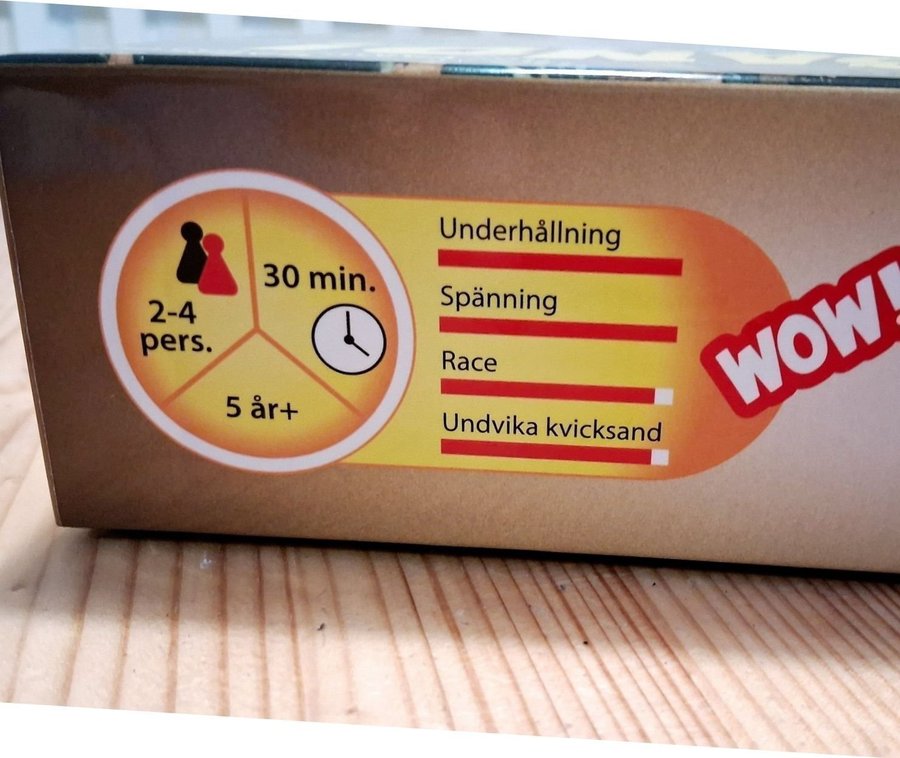 2-4
pers.
30 min.
5 år+
Underhållning
Spänning
Race
Undvika kvicksand
WOW!